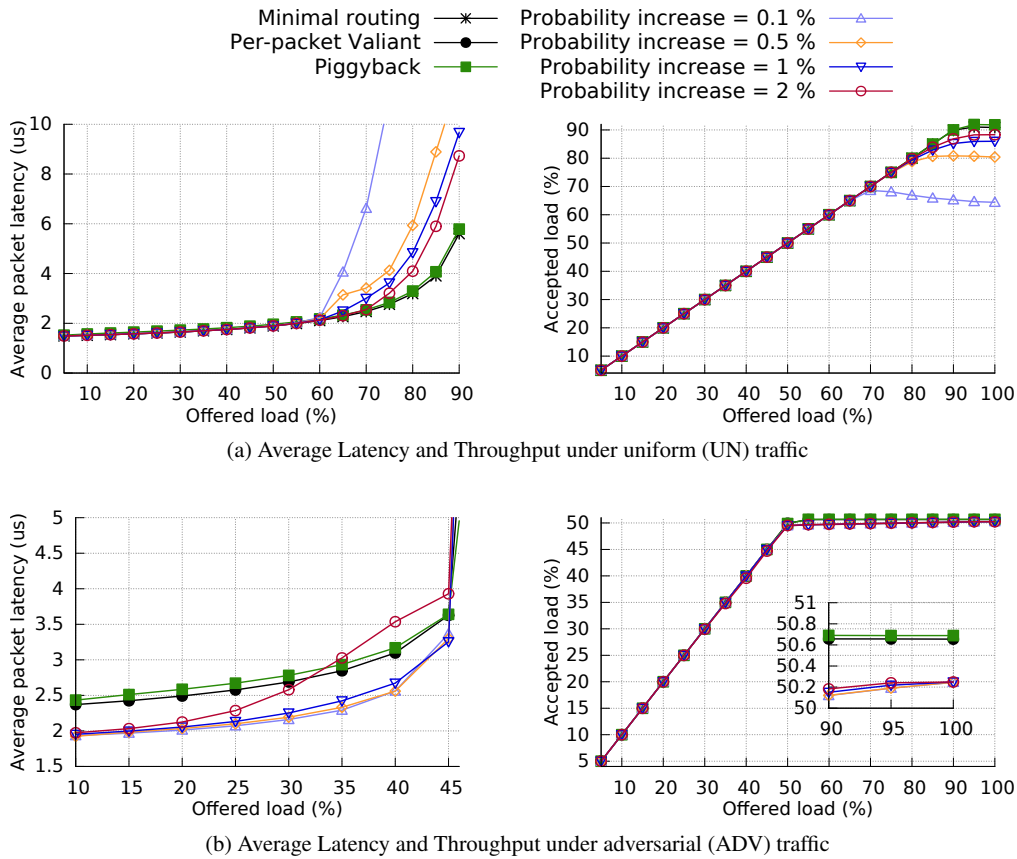 Minimal routing
Per-packet Valiant
Piggyback
Probability increase = 0.1 %
Probability increase = 0.5 %
Probability increase = 1 %
Probability increase = 2 %
Average packet latency (us)
10
8
6
4
2
0
10 20 30 40 50 60 70 80 90
Offered load (%)
Accepted load (%)
90
80
70
60
50
40
30
20
10
10 20 30 40 50 60 70 80 90 100
Offered load (%)
(a) Average Latency and Throughput under uniform (UN) traffic
Average packet latency (us)
5
4.5
4
3.5
3
2.5
2
1.5
10 15 20 25 30 35 40 45
Offered load (%)
Accepted load (%)
50
45
40
35
30
25
20
15
10
5
10 20 30 40 50 60 70 80 90 100
Offered load (%)
51
50.8
50.6
50.4
50.2
50
90 95 100
(b) Average Latency and Throughput under adversarial (ADV) traffic